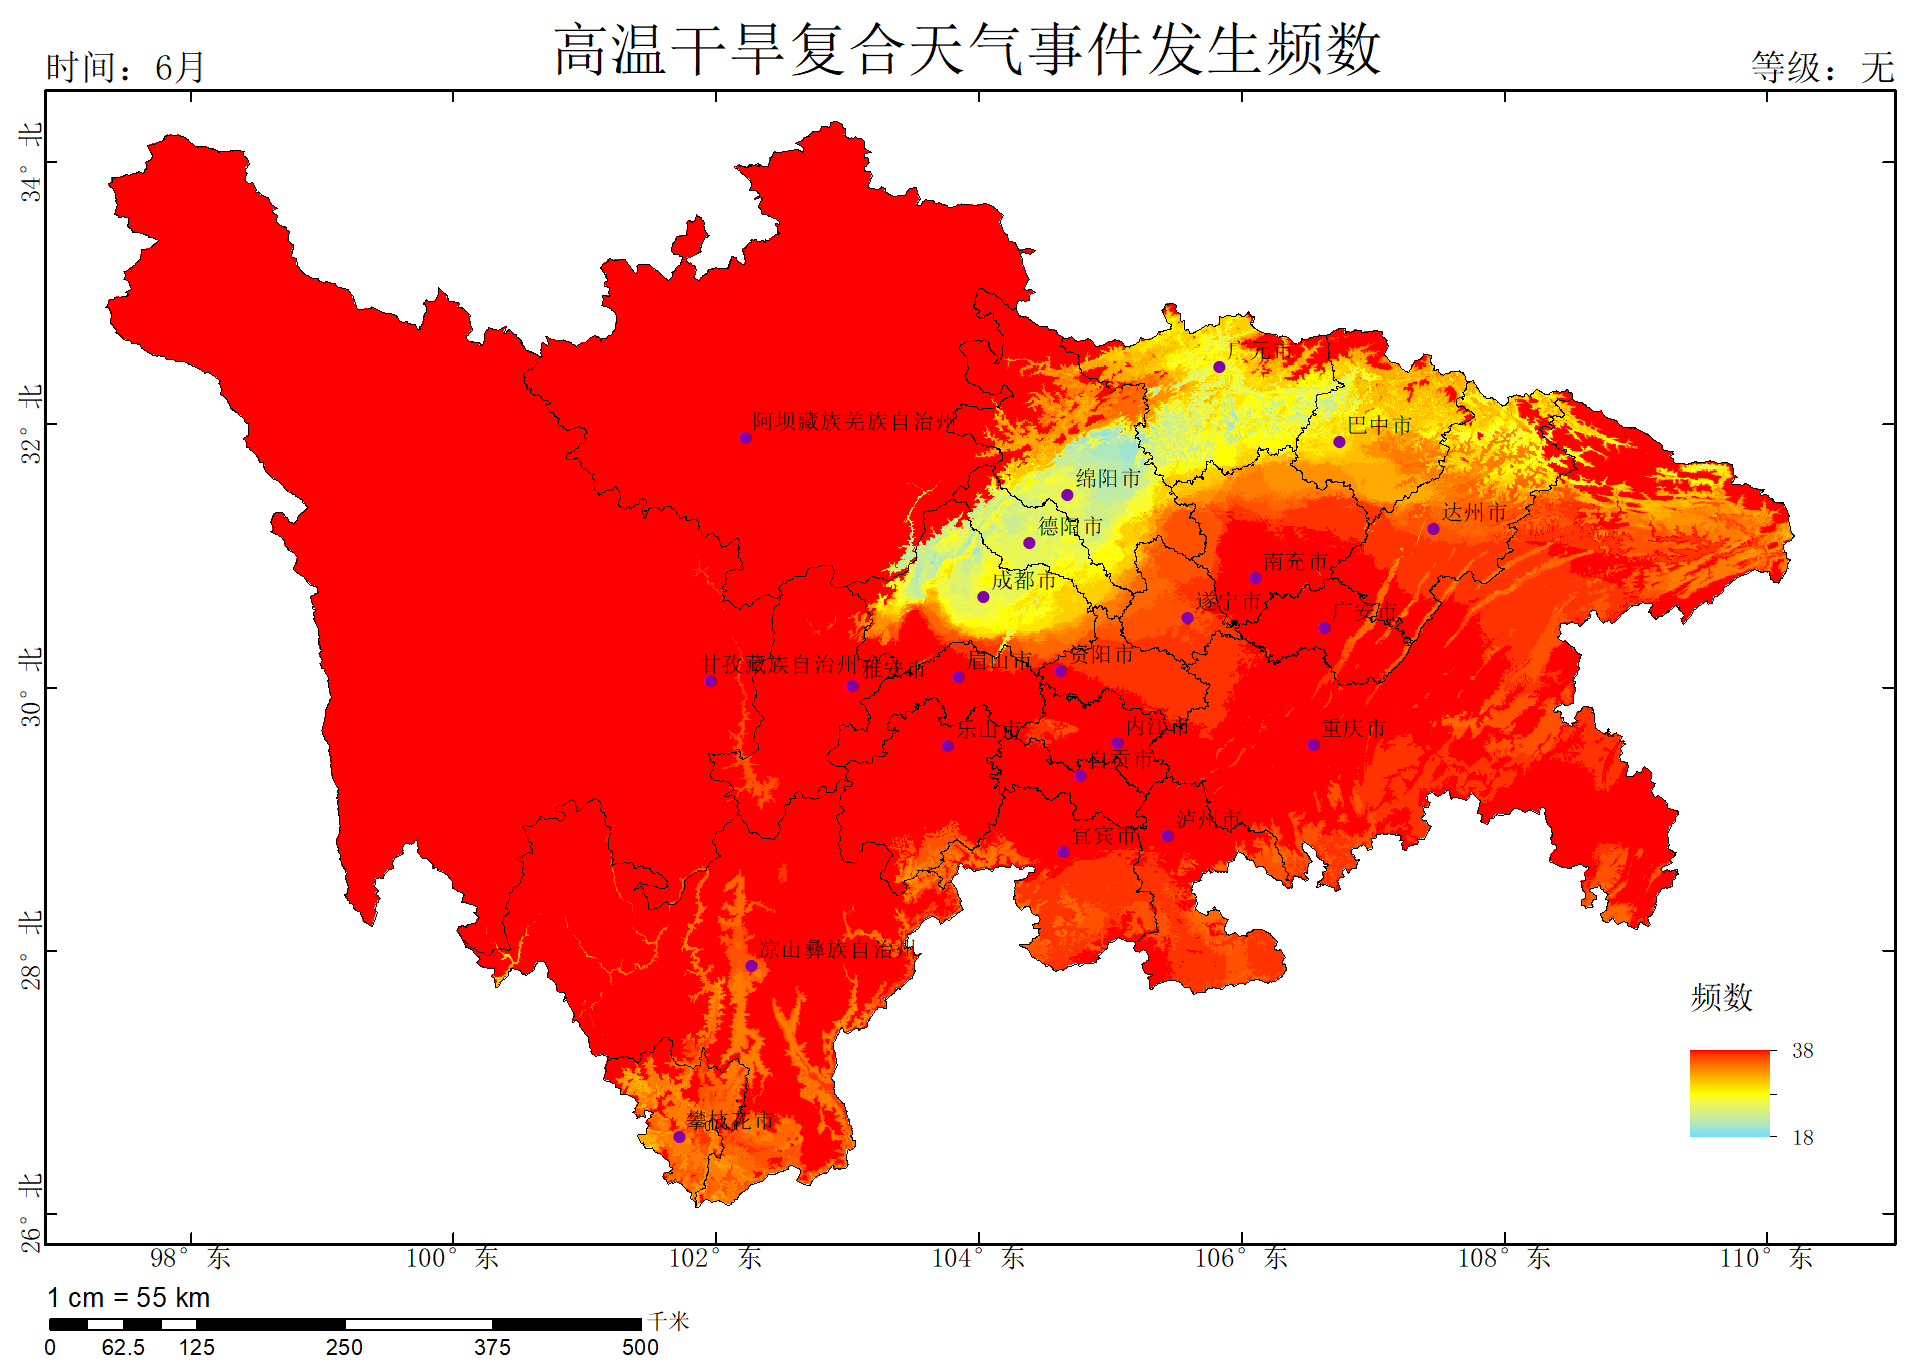 高温干旱复合天气事件发生频数
时间：6月
等级：无
34° 北
32° 北
30° 北
28° 北
26° 北
广元市
阿坝藏族羌族自治州
巴中市
绵阳市
德阳市
达州市
南充市
成都市
遂宁市
广安市
甘孜藏族自治州
雅安市
眉山市
资阳市
乐山市
内江市
重庆市
自贡市
泸州市
宜宾市
凉山彝族自治州
攀枝花市
频数
38
18
98° 东
100° 东
102° 东
104° 东
106° 东
108° 东
110° 东
1 cm = 55 km
千米
0 62.5 125 250 375 500